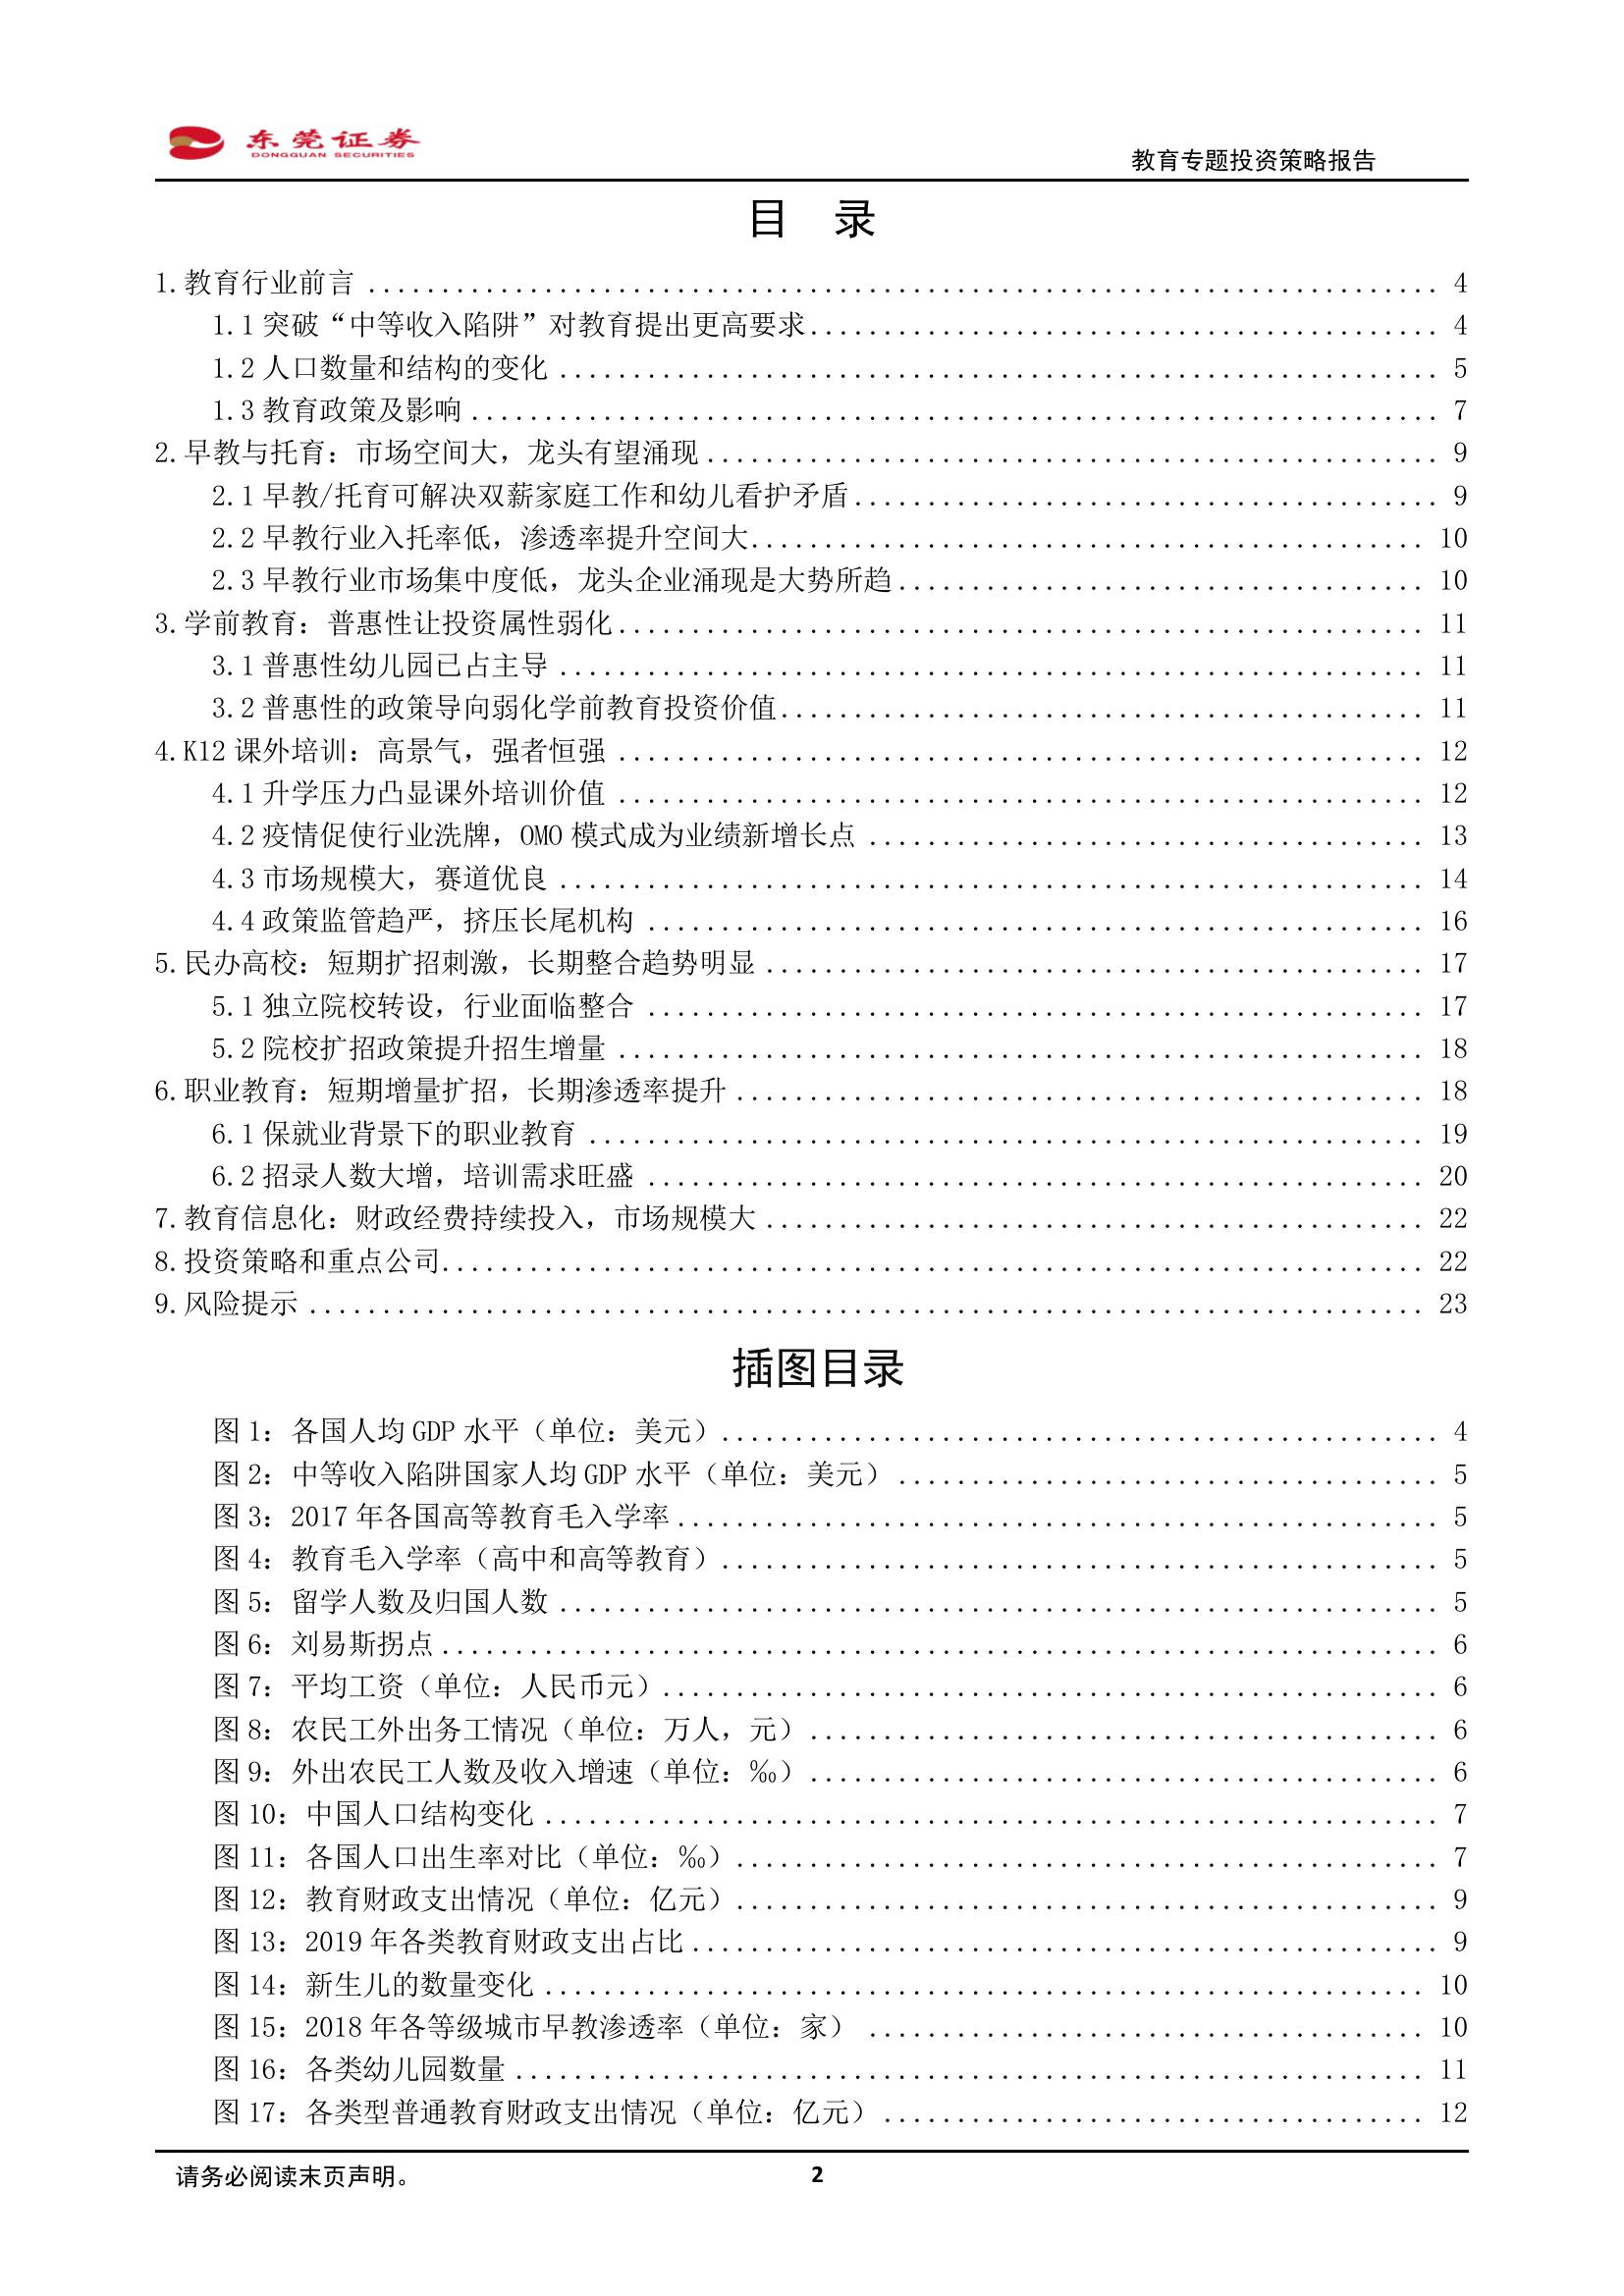 东莞证券
DONGGUAN SECURITIES
教育专题投资策略报告
目 录
1.教育行业前言 ........ 4
1.1 突破“中等收入陷阱”对教育提出更高要求........ 4
1.2 人口数量和结构的变化 ........ 5
1.3 教育政策及影响 ........ 7
2.早教与托育：市场空间大，龙头有望涌现 ........ 9
2.1 早教/托育可解决双薪家庭工作和幼儿看护矛盾........ 9
2.2 早教行业入托率低，渗透率提升空间大........ 10
2.3 早教行业市场集中度低，龙头企业涌现是大势所趋........ 10
3.学前教育：普惠性让投资属性弱化........ 11
3.1 普惠性幼儿园已占主导 ........ 11
3.2 普惠性的政策导向弱化学前教育投资价值........ 11
4.K12 课外培训：高景气，强者恒强 ........ 12
4.1 升学压力凸显课外培训价值 ........ 12
4.2 疫情促使行业洗牌，OMO 模式成为业绩新增长点 ........ 13
4.3 市场规模大，赛道优良 ........ 14
4.4 政策监管趋严，挤压长尾机构 ........ 16
5.民办高校：短期扩招刺激，长期整合趋势明显 ........ 17
5.1 独立院校转设，行业面临整合 ........ 17
5.2 院校扩招政策提升招生增量 ........ 18
6.职业教育：短期增量扩招，长期渗透率提升 ........ 18
6.1 保就业背景下的职业教育 ........ 19
6.2 招录人数大增，培训需求旺盛 ........ 20
7.教育信息化：财政经费持续投入，市场规模大 ........ 22
8.投资策略和重点公司........ 22
9.风险提示 ........ 23
插图目录
图 1：各国人均 GDP 水平（单位：美元）........ 4
图 2：中等收入陷阱国家人均 GDP 水平（单位：美元）........ 5
图 3：2017 年各国高等教育毛入学率........ 5
图 4：教育毛入学率（高中和高等教育）........ 5
图 5：留学人数及归国人数 ........ 5
图 6：刘易斯拐点........ 6
图 7：平均工资（单位：人民币元）........ 6
图 8：农民工外出务工情况（单位：万人，元）........ 6
图 9：外出农民工人数及收入增速（单位：‰）........ 6
图 10：中国人口结构变化 ........ 7
图 11：各国人口出生率对比（单位：‰）........ 7
图 12：教育财政支出情况（单位：亿元）........ 9
图 13：2019 年各类教育财政支出占比........ 9
图 14：新生儿的数量变化 ........ 10
图 15：2018 年各等级城市早教渗透率（单位：家） ........ 10
图 16：各类幼儿园数量 ........ 11
图 17：各类型普通教育财政支出情况（单位：亿元）........ 12
请务必阅读末页声明。
2